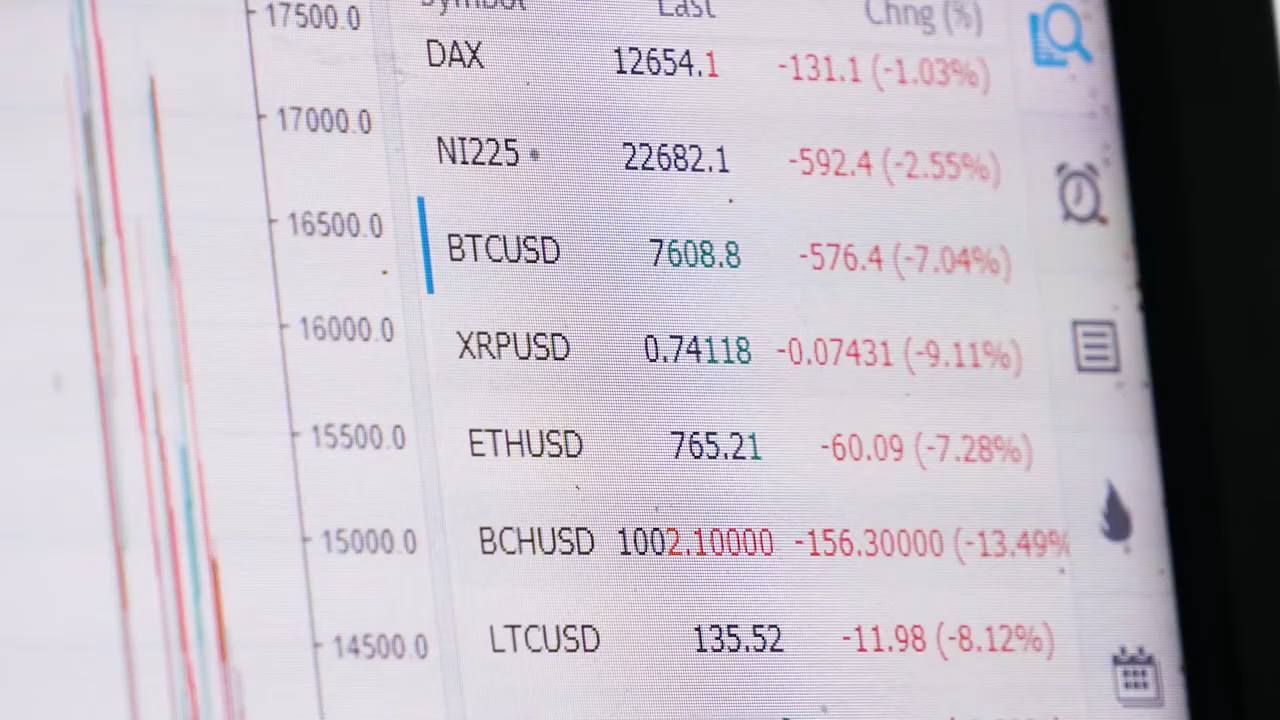 17500.0
Symbol Last Chng (%)
DAX 12654.1 -131.1 (-1.03%)
17000.0
NI225 22682.1 -592.4 (-2.55%)
16500.0
BTCUSD 7608.8 -576.4 (-7.04%)
16000.0
XRPUSD 0.74118 -0.07431 (-9.11%)
15500.0
ETHUSD 765.21 -60.09 (-7.28%)
15000.0
BCHUSD 1002.10000 -156.30000 (-13.49%
14500.0
LTCUSD 135.52 -11.98 (-8.12%)